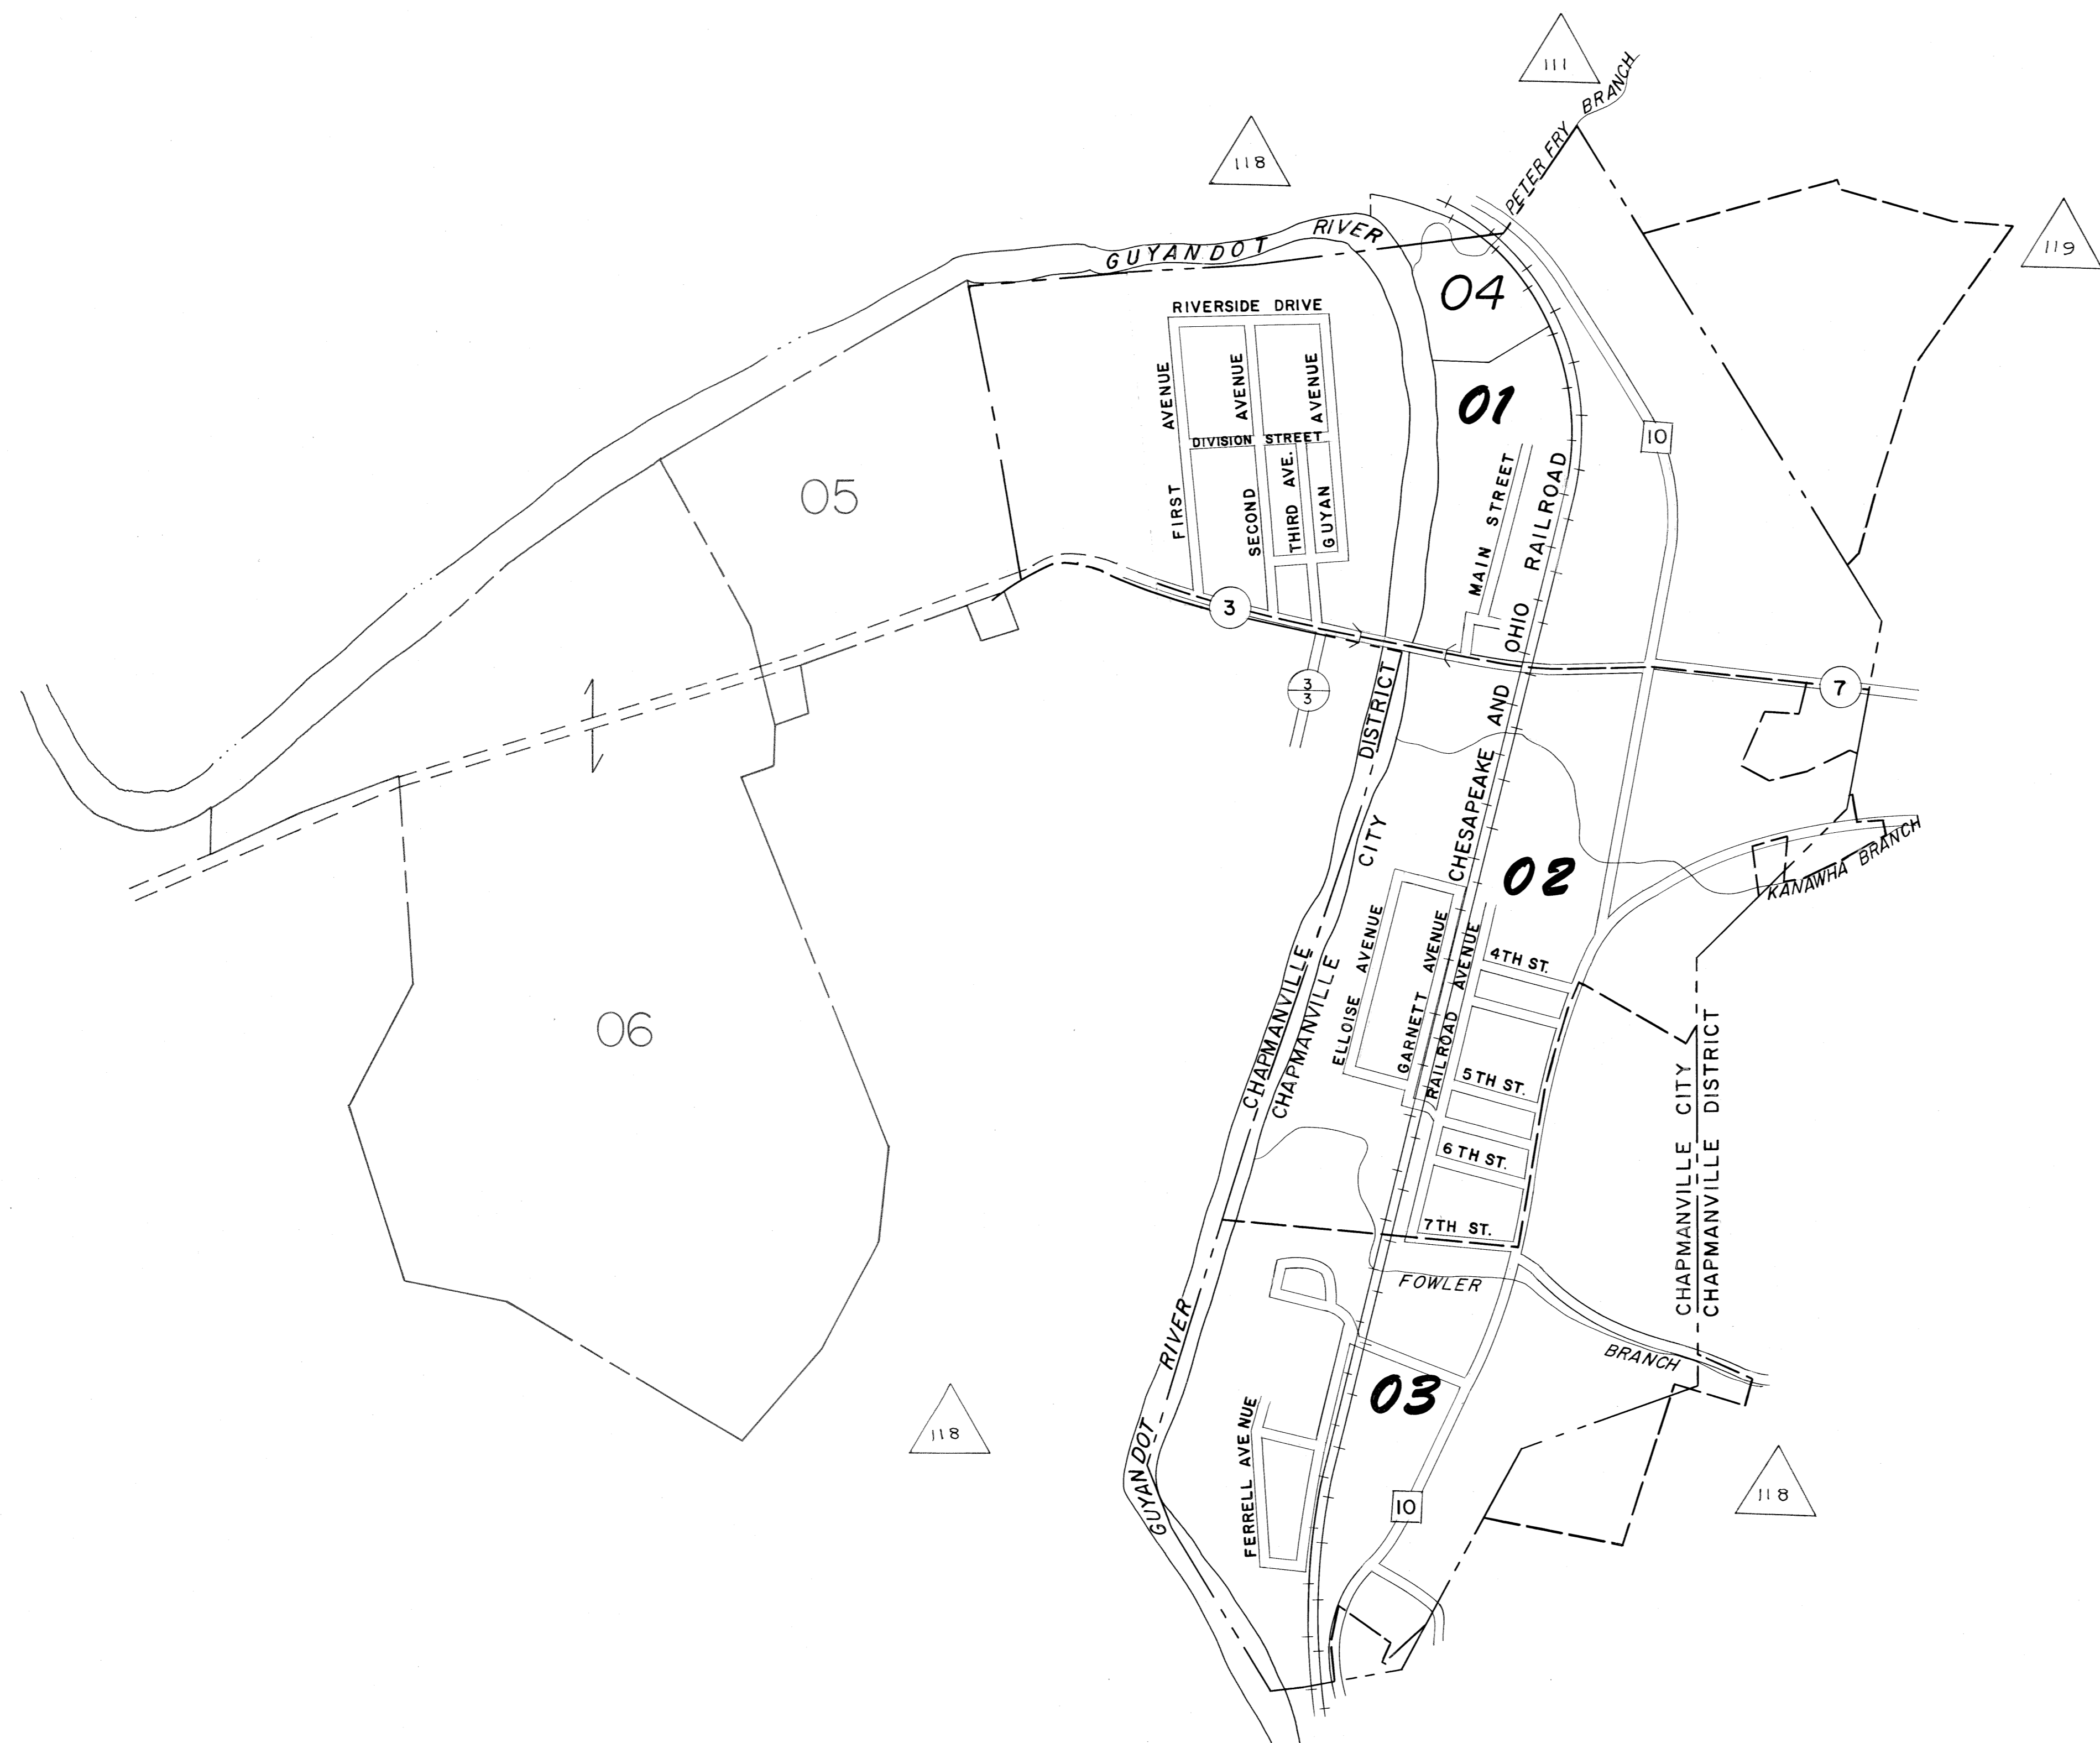 111
BRANCH
PETER FRY
118
119
GUYANDOT RIVER
04
RIVERSIDE DRIVE
AVENUE
AVENUE
AVENUE
01
DIVISION STREET
10
FIRST
SECOND
THIRD AVE.
GUYAN
MAIN STREET
05
CHESAPEAKE AND OHIO RAILROAD
3
3
3
7
CHAPMANVILLE DISTRICT
CHAPMANVILLE CITY
02
KANAWHA BRANCH
ELLOISE AVENUE
GARNETT AVENUE
RAILROAD AVENUE
4TH ST.
06
5TH ST.
6TH ST.
7TH ST.
CHAPMANVILLE CITY
CHAPMANVILLE DISTRICT
FOWLER
BRANCH
GUYANDOT RIVER
03
FERRELL AVENUE
118
10
118